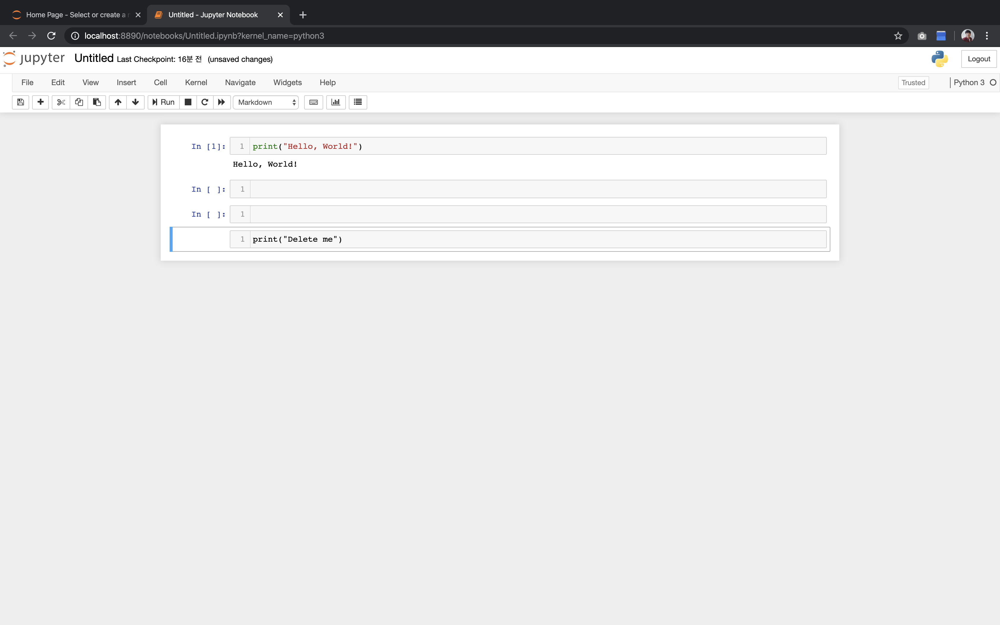 Home Page - Select or create a
Untitled - Jupyter Notebook
localhost:8890/notebooks/Untitled.ipynb?kernel_name=python3
jupyter Untitled Last Checkpoint: 16분 전 (unsaved changes)
Logout
File Edit View Insert Cell Kernel Navigate Widgets Help
Trusted
Python 3
Run
Markdown
In [1]: 1 print("Hello, World!")
Hello, World!
In [ ]: 1
In [ ]: 1
1 print("Delete me")